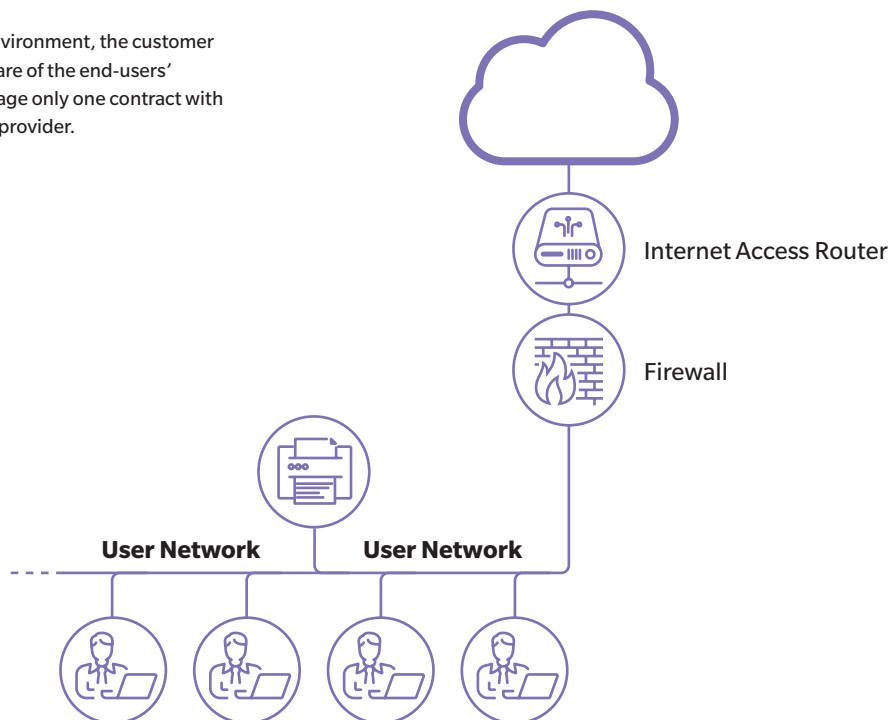 vironment, the customer
are of the end-users’
age only one contract with
provider.
Internet Access Router
Firewall
User Network User Network